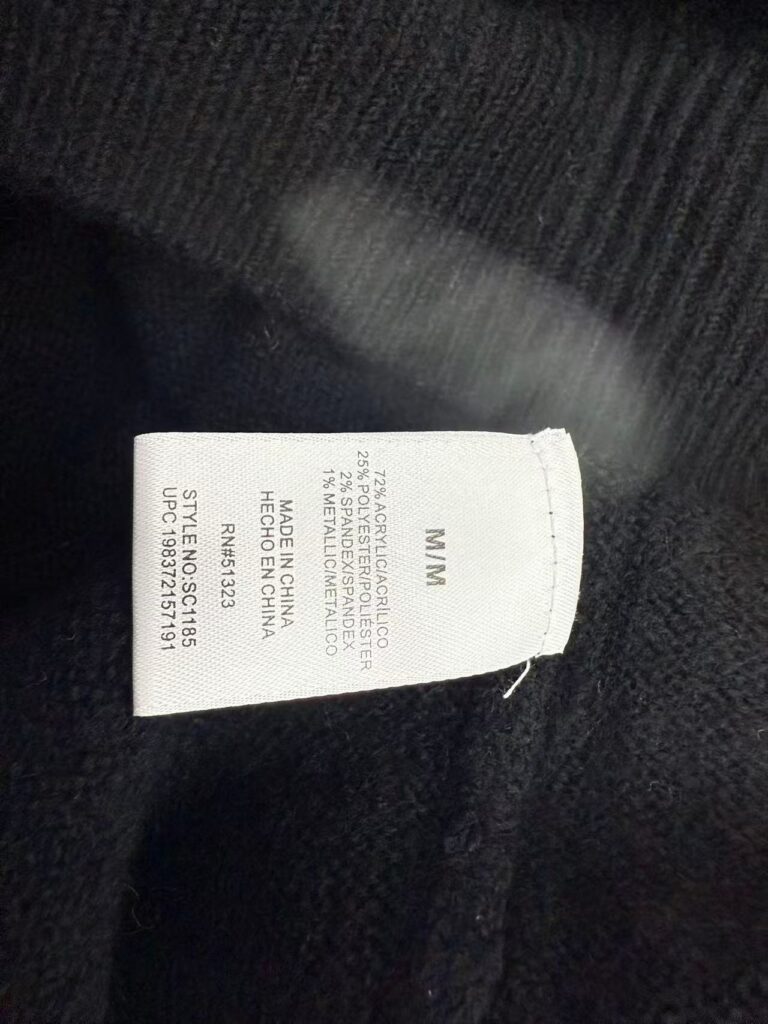 M/M
72% ACRYLIC/ACRÍLICO
25% POLYESTER/POLIÉSTER
2% SPANDEX/SPANDEX
1% METALLIC/METALICO
MADE IN CHINA
HECHO EN CHINA
RN#51323
STYLE NO:SC1185
UPC 198372157191